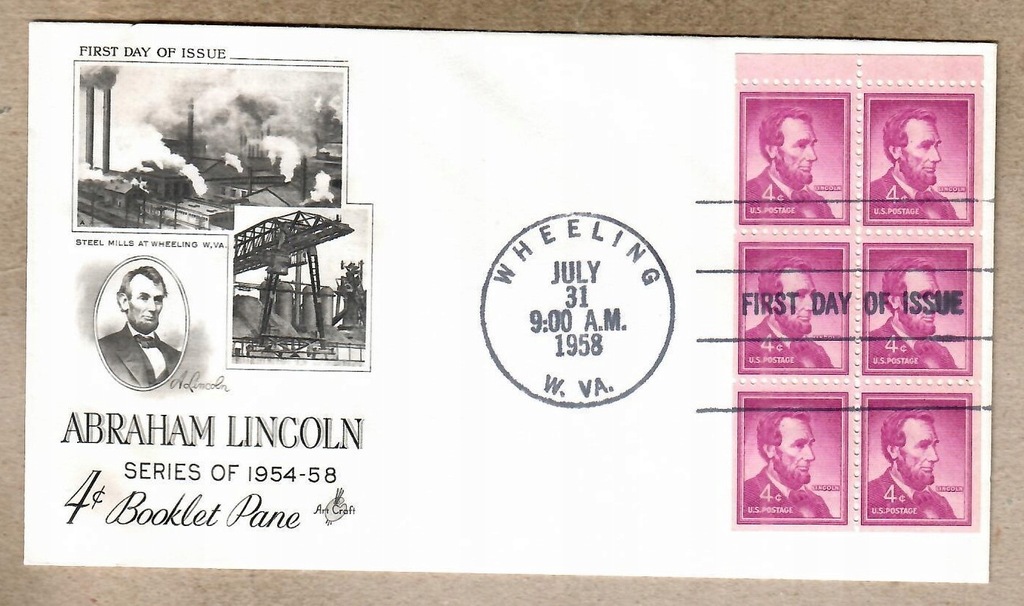 FIRST DAY OF ISSUE
STEEL MILLS AT WHEELING W.VA.
A. Lincoln
ABRAHAM LINCOLN
SERIES OF 1954-58
4¢ Booklet Pane
Art Craft
WHEELING
JULY
31
9:00 A.M.
1958
W. VA.
LINCOLN
4¢
U.S. POSTAGE
LINCOLN
4¢
U.S. POSTAGE
FIRST DAY OF ISSUE
4¢
U.S. POSTAGE
4¢
U.S. POSTAGE
LINCOLN
4¢
U.S. POSTAGE
LINCOLN
4¢
U.S. POSTAGE